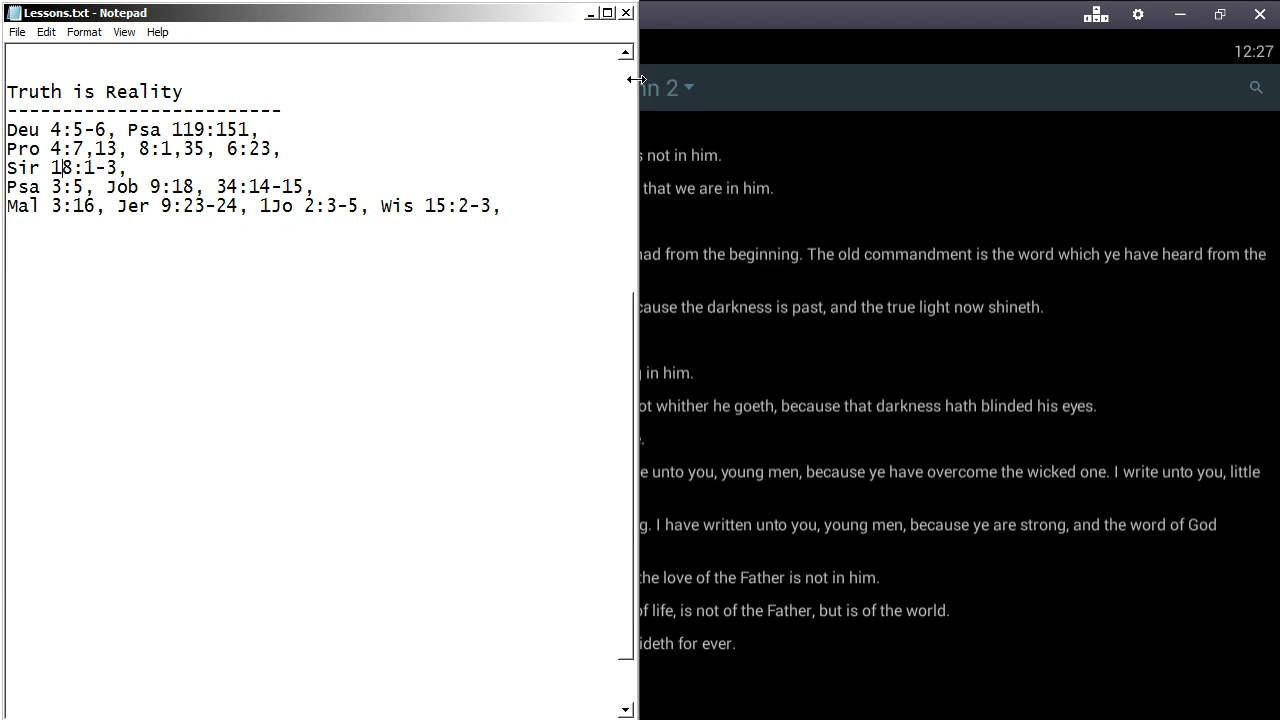 Lessons.txt - Notepad
File Edit Format View Help
12:27
Truth is Reality
-------------------------
Deu 4:5-6, Psa 119:151,
Pro 4:7,13, 8:1,35, 6:23,
Sir 18:1-3,
Psa 3:5, Job 9:18, 34:14-15,
Mal 3:16, Jer 9:23-24, 1Jo 2:3-5, Wis 15:2-3,
2
not in him.
that we are in him.
from the beginning. The old commandment is the word which ye have heard from the
the darkness is past, and the true light now shineth.
in him.
whither he goeth, because that darkness hath blinded his eyes.
unto you, young men, because ye have overcome the wicked one. I write unto you, little
I have written unto you, young men, because ye are strong, and the word of God
the love of the Father is not in him.
of life, is not of the Father, but is of the world.
for ever.